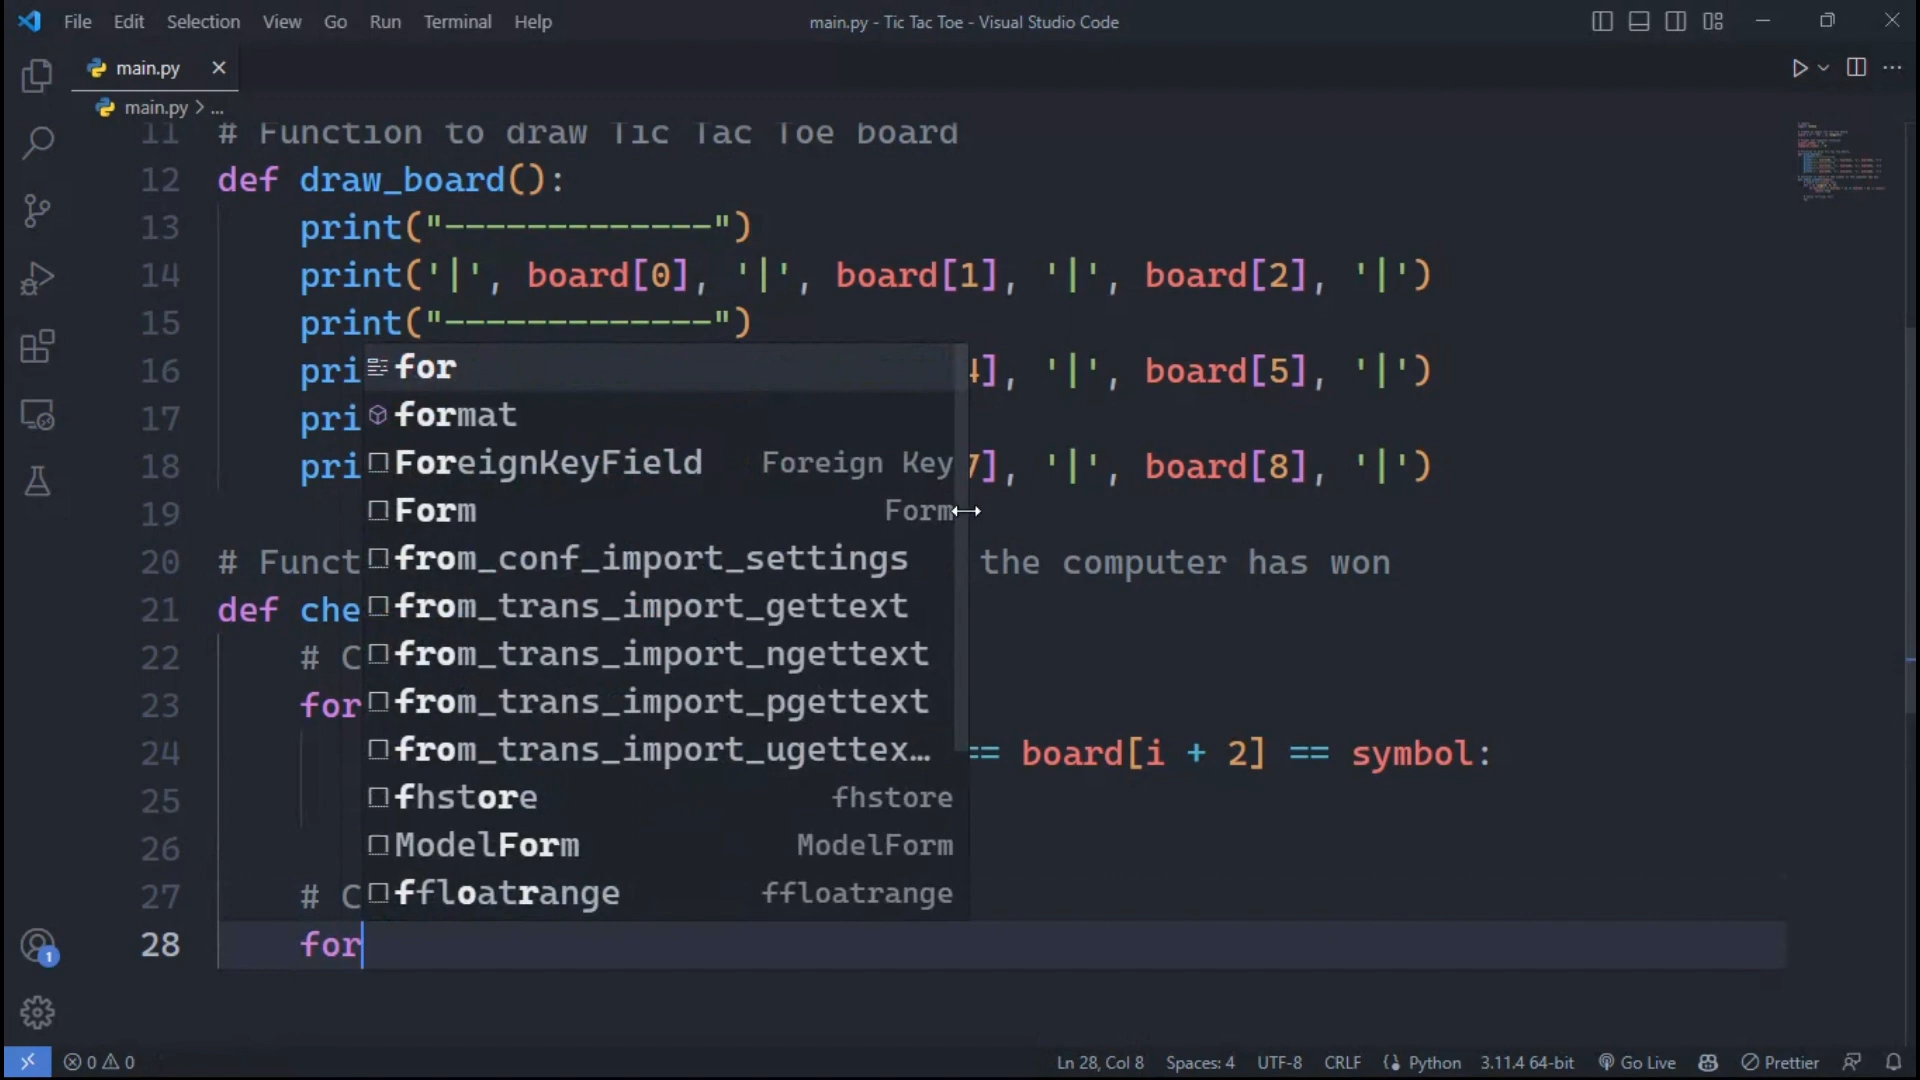 File Edit Selection View Go Run Terminal Help main.py - Tic Tac Toe - Visual Studio Code
main.py
main.py > ...
11 # Function to draw Tic Tac Toe board
12 def draw_board():
13 print("-------------")
14 print('|', board[0], '|', board[1], '|', board[2], '|')
15 print("-------------")
16 pri 4], '|', board[5], '|')
17 pri
18 pri 7], '|', board[8], '|')
19
20 # Funct the computer has won
21 def che
22 # C
23 for
24 == board[i + 2] == symbol:
25
26
27 # C
28 for
for
format
ForeignKeyField Foreign Key
Form Form
from_conf_import_settings
from_trans_import_gettext
from_trans_import_ngettext
from_trans_import_pgettext
from_trans_import_ugettex...
fhstore fhstore
ModelForm ModelForm
ffloatrange ffloatrange
1
0 0 Ln 28, Col 8 Spaces: 4 UTF-8 CRLF Python 3.11.4 64-bit Go Live Prettier